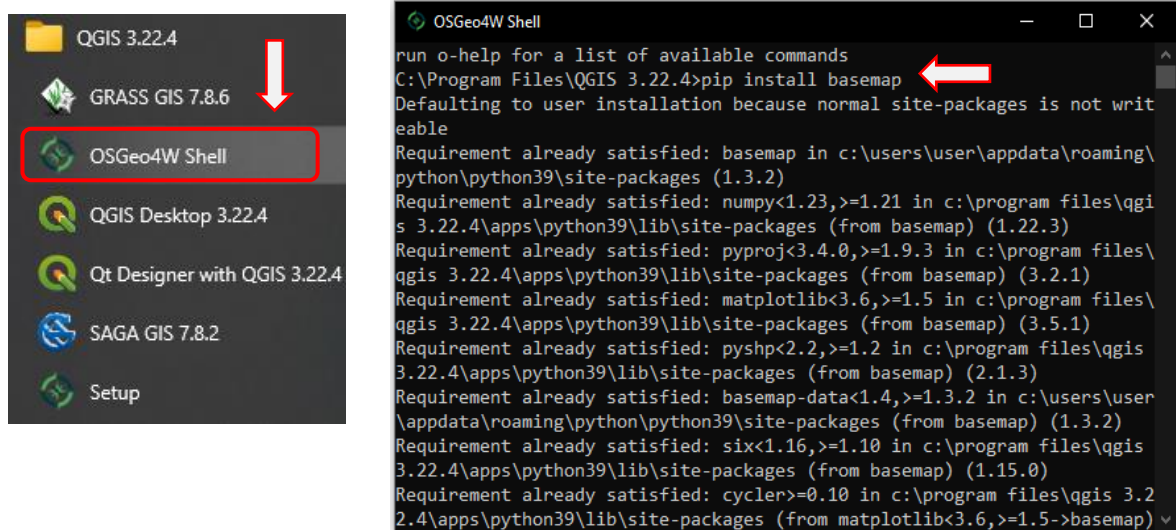 QGIS 3.22.4
GRASS GIS 7.8.6
OSGeo4W Shell
QGIS Desktop 3.22.4
Qt Designer with QGIS 3.22.4
SAGA GIS 7.8.2
Setup
OSGeo4W Shell
run o-help for a list of available commands
C:\Program Files\QGIS 3.22.4>pip install basemap
Defaulting to user installation because normal site-packages is not writ
eable
Requirement already satisfied: basemap in c:\users\user\appdata\roaming\
python\python39\site-packages (1.3.2)
Requirement already satisfied: numpy<1.23,>=1.21 in c:\program files\qgi
s 3.22.4\apps\python39\lib\site-packages (from basemap) (1.22.3)
Requirement already satisfied: pyproj<3.4.0,>=1.9.3 in c:\program files\
qgis 3.22.4\apps\python39\lib\site-packages (from basemap) (3.2.1)
Requirement already satisfied: matplotlib<3.6,>=1.5 in c:\program files\
qgis 3.22.4\apps\python39\lib\site-packages (from basemap) (3.5.1)
Requirement already satisfied: pyshp<2.2,>=1.2 in c:\program files\qgis 
3.22.4\apps\python39\lib\site-packages (from basemap) (2.1.3)
Requirement already satisfied: basemap-data<1.4,>=1.3.2 in c:\users\user
\appdata\roaming\python\python39\site-packages (from basemap) (1.3.2)
Requirement already satisfied: six<1.16,>=1.10 in c:\program files\qgis 
3.22.4\apps\python39\lib\site-packages (from basemap) (1.15.0)
Requirement already satisfied: cycler>=0.10 in c:\program files\qgis 3.2
2.4\apps\python39\lib\site-packages (from matplotlib<3.6,>=1.5->basemap)